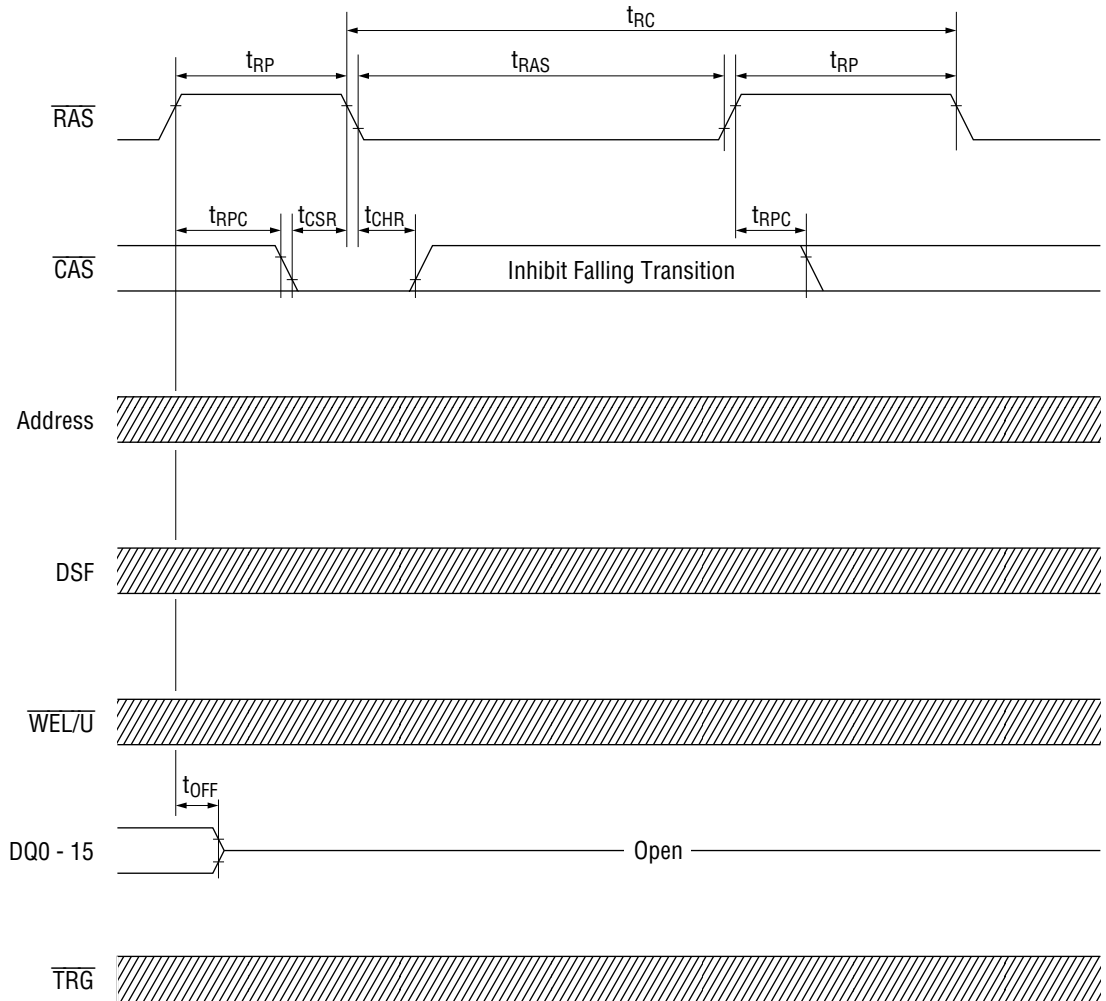 tRC
tRP tRAS tRP
RAS
tRPC tCSR tCHR tRPC
CAS Inhibit Falling Transition
Address
DSF
WEL/U
tOFF
DQ0 - 15 Open
TRG